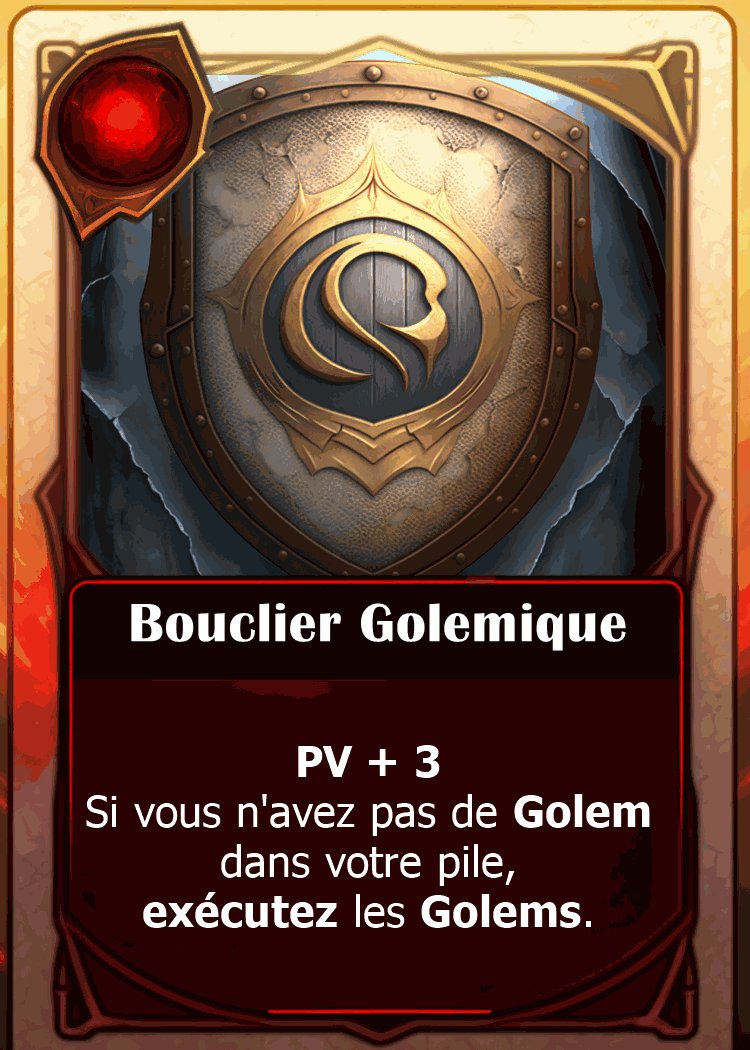 Bouclier Golemique
PV + 3
Si vous n'avez pas de Golem
dans votre pile,
exécutez les Golems.